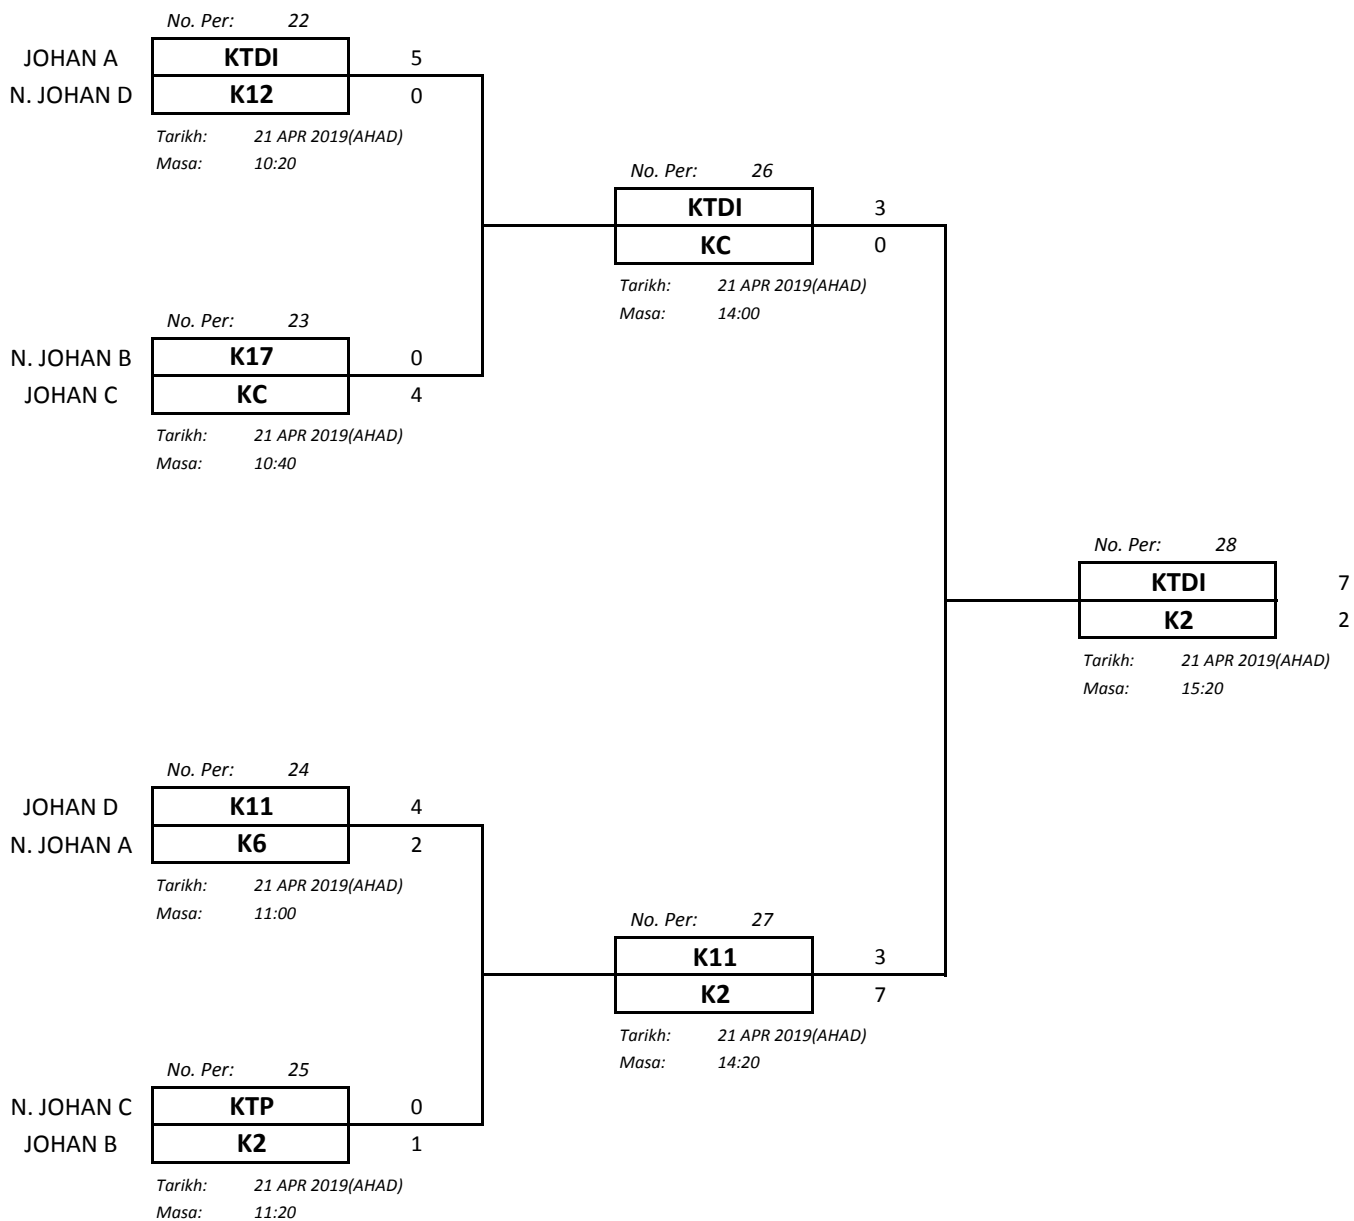 No. Per: 22
JOHAN A KTDI 5
N. JOHAN D K12 0
Tarikh: 21 APR 2019(AHAD)
Masa: 10:20
No. Per: 26
KTDI 3
KC 0
Tarikh: 21 APR 2019(AHAD)
Masa: 14:00
No. Per: 23
N. JOHAN B K17 0
JOHAN C KC 4
Tarikh: 21 APR 2019(AHAD)
Masa: 10:40
No. Per: 28
KTDI 7
K2 2
Tarikh: 21 APR 2019(AHAD)
Masa: 15:20
No. Per: 24
JOHAN D K11 4
N. JOHAN A K6 2
Tarikh: 21 APR 2019(AHAD)
Masa: 11:00
No. Per: 27
K11 3
K2 7
Tarikh: 21 APR 2019(AHAD)
Masa: 14:20
No. Per: 25
N. JOHAN C KTP 0
JOHAN B K2 1
Tarikh: 21 APR 2019(AHAD)
Masa: 11:20